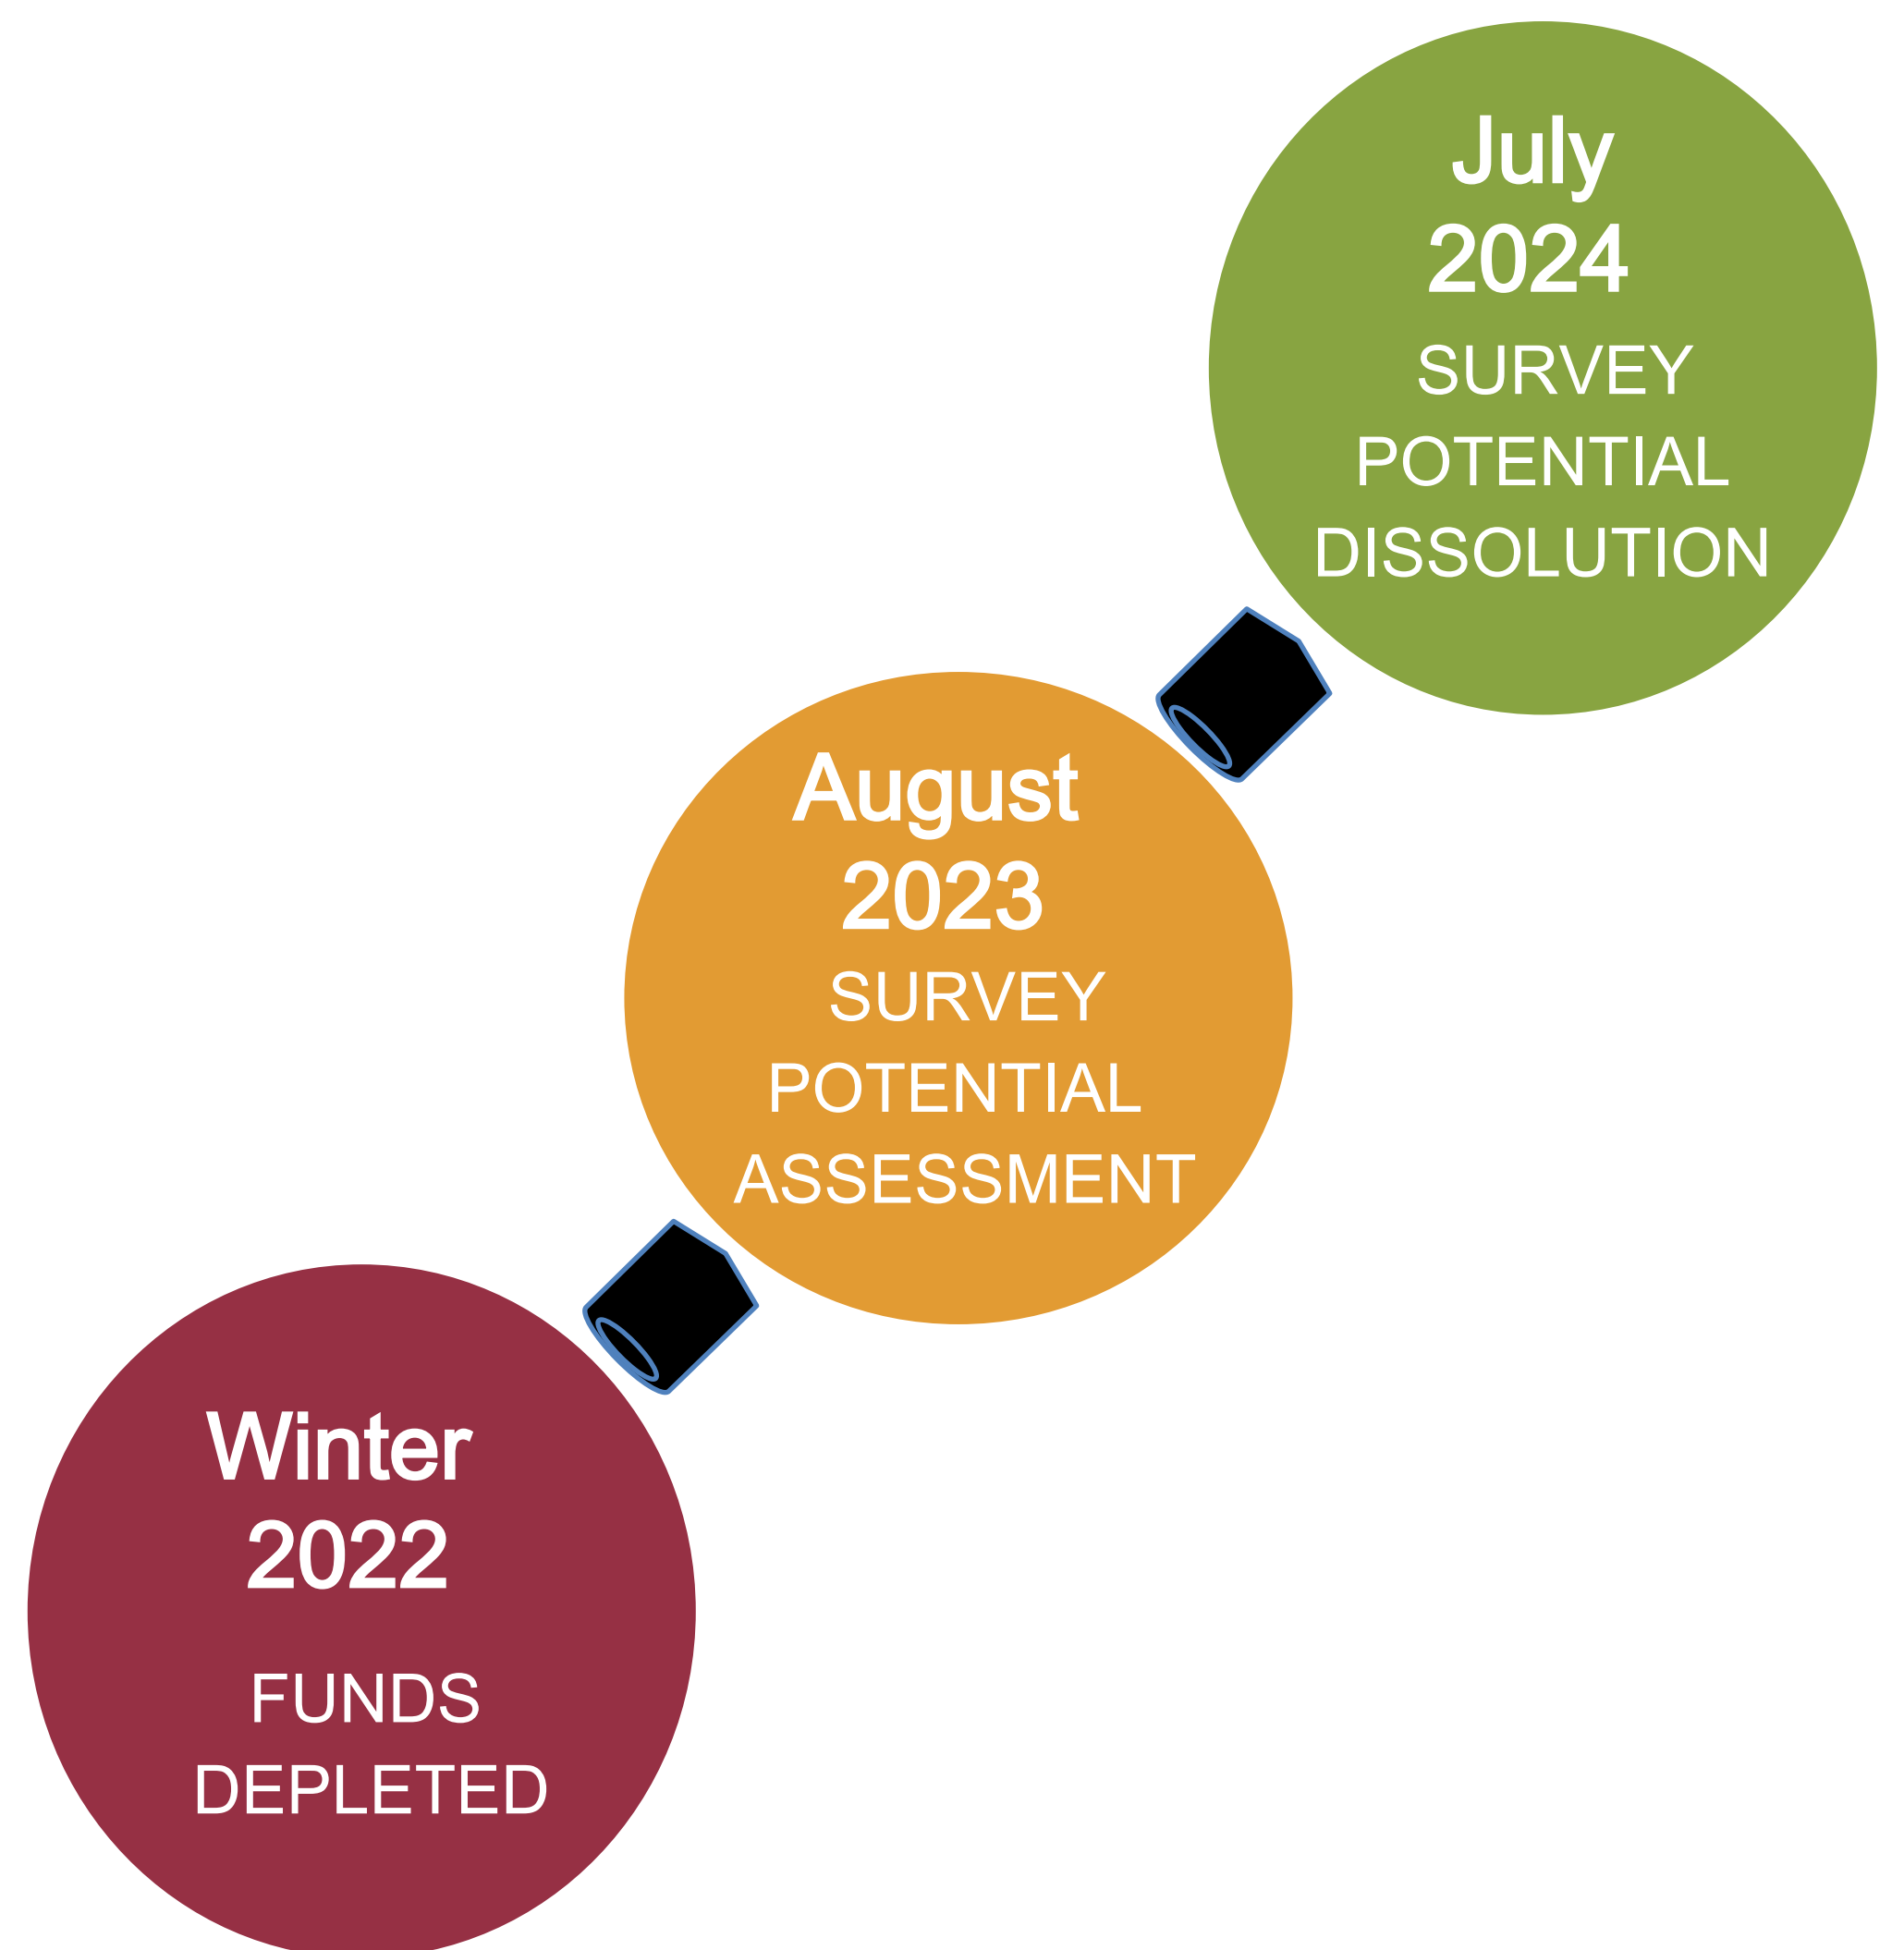 July
2024
SURVEY
POTENTIAL
DISSOLUTION
August
2023
SURVEY
POTENTIAL
ASSESSMENT
Winter
2022
FUNDS
DEPLETED